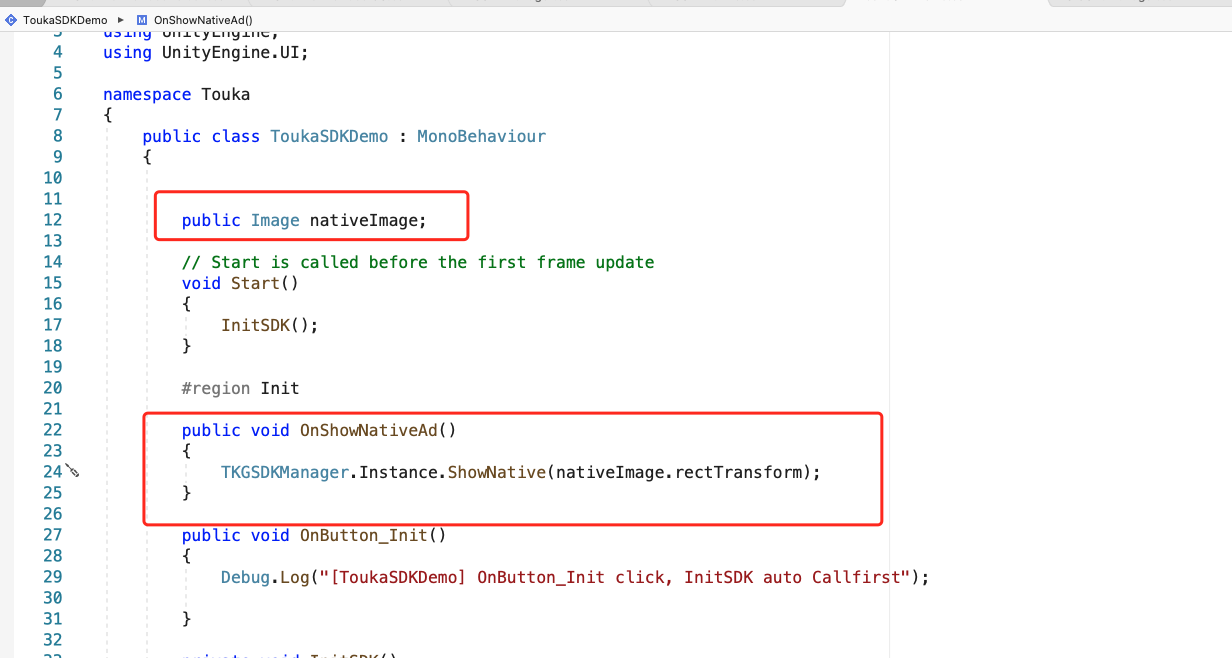 ToukaSDKDemo ▸ M OnShowNativeAd()
3 using UnityEngine;
4 using UnityEngine.UI;
5
6 namespace Touka
7 {
8 public class ToukaSDKDemo : MonoBehaviour
9 {
10
11
12 public Image nativeImage;
13
14 // Start is called before the first frame update
15 void Start()
16 {
17 InitSDK();
18 }
19
20 #region Init
21
22 public void OnShowNativeAd()
23 {
24 TKGSDKManager.Instance.ShowNative(nativeImage.rectTransform);
25 }
26
27 public void OnButton_Init()
28 {
29 Debug.Log("[ToukaSDKDemo] OnButton_Init click, InitSDK auto Callfirst");
30
31 }
32
33 private void InitSDK()